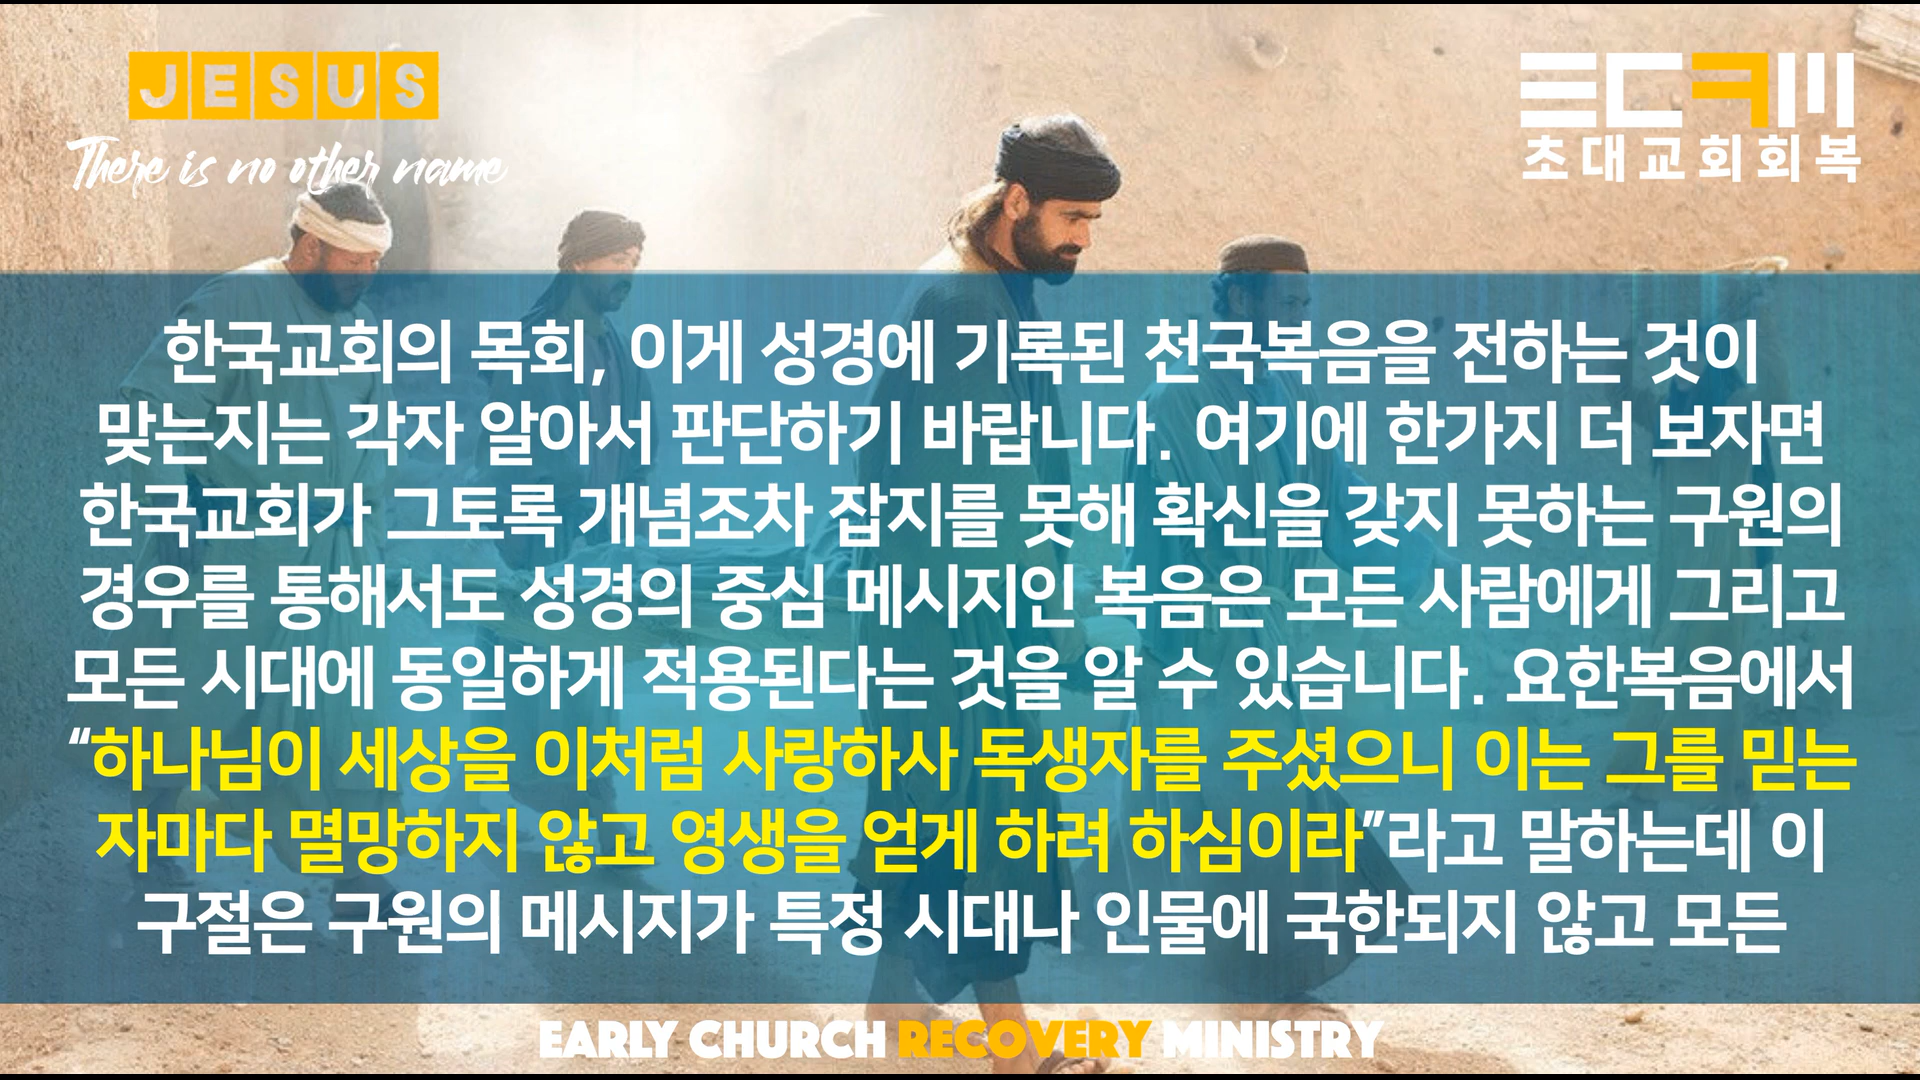 JESUS
There is no other name
ECRM
초대교회회복
한국교회의 목회, 이게 성경에 기록된 천국복음을 전하는 것이
맞는지는 각자 알아서 판단하기 바랍니다. 여기에 한가지 더 보자면
한국교회가 그토록 개념조차 잡지를 못해 확신을 갖지 못하는 구원의
경우를 통해서도 성경의 중심 메시지인 복음은 모든 사람에게 그리고
모든 시대에 동일하게 적용된다는 것을 알 수 있습니다. 요한복음에서
“하나님이 세상을 이처럼 사랑하사 독생자를 주셨으니 이는 그를 믿는
자마다 멸망하지 않고 영생을 얻게 하려 하심이라”라고 말하는데 이
구절은 구원의 메시지가 특정 시대나 인물에 국한되지 않고 모든
EARLY CHURCH RECOVERY MINISTRY